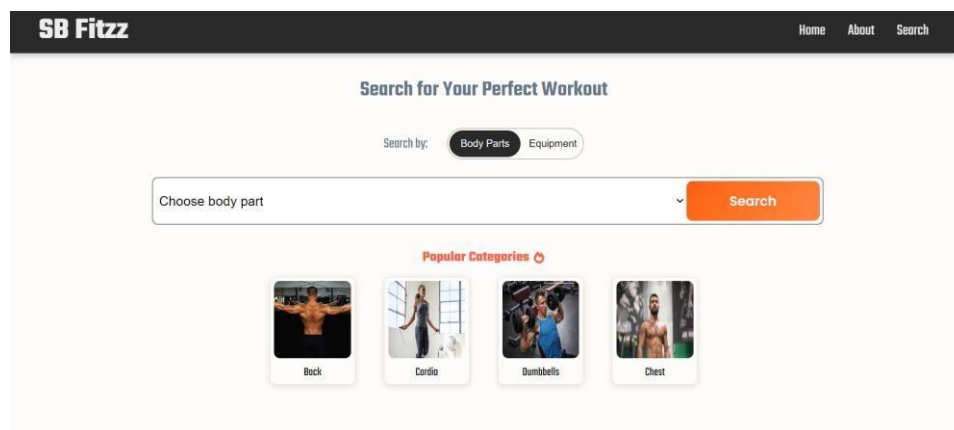 SB Fitzz
Home About Search
Search for Your Perfect Workout
Search by: Body Parts Equipment
Choose body part Search
Popular Categories
Back Cardio Dumbbells Chest